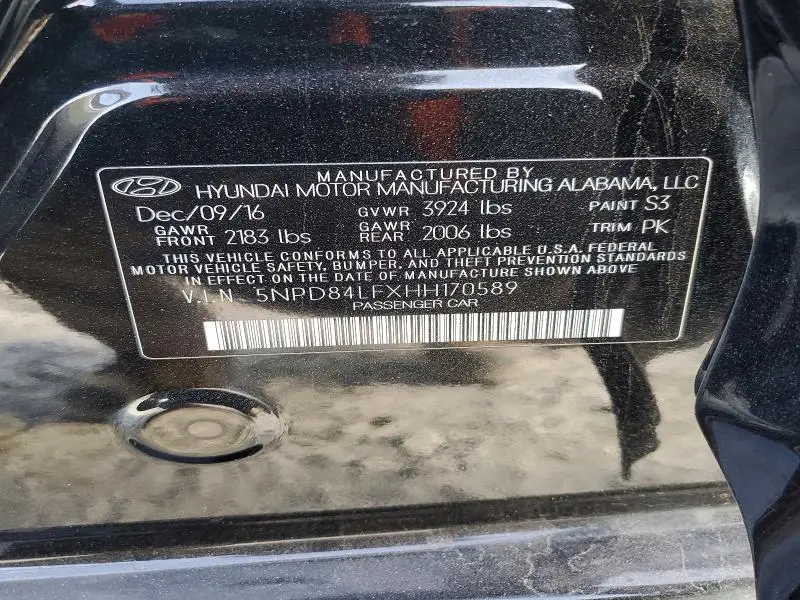 MANUFACTURED BY
HYUNDAI MOTOR MANUFACTURING ALABAMA, LLC
Dec/09/16 GVWR 3924 lbs PAINT S3
GAWR FRONT 2183 lbs GAWR REAR 2006 lbs TRIM PK
THIS VEHICLE CONFORMS TO ALL APPLICABLE U.S.A. FEDERAL
MOTOR VEHICLE SAFETY, BUMPER, AND THEFT PREVENTION STANDARDS
IN EFFECT ON THE DATE OF MANUFACTURE SHOWN ABOVE
V.I.N 5NPD84LFXHH170589
PASSENGER CAR